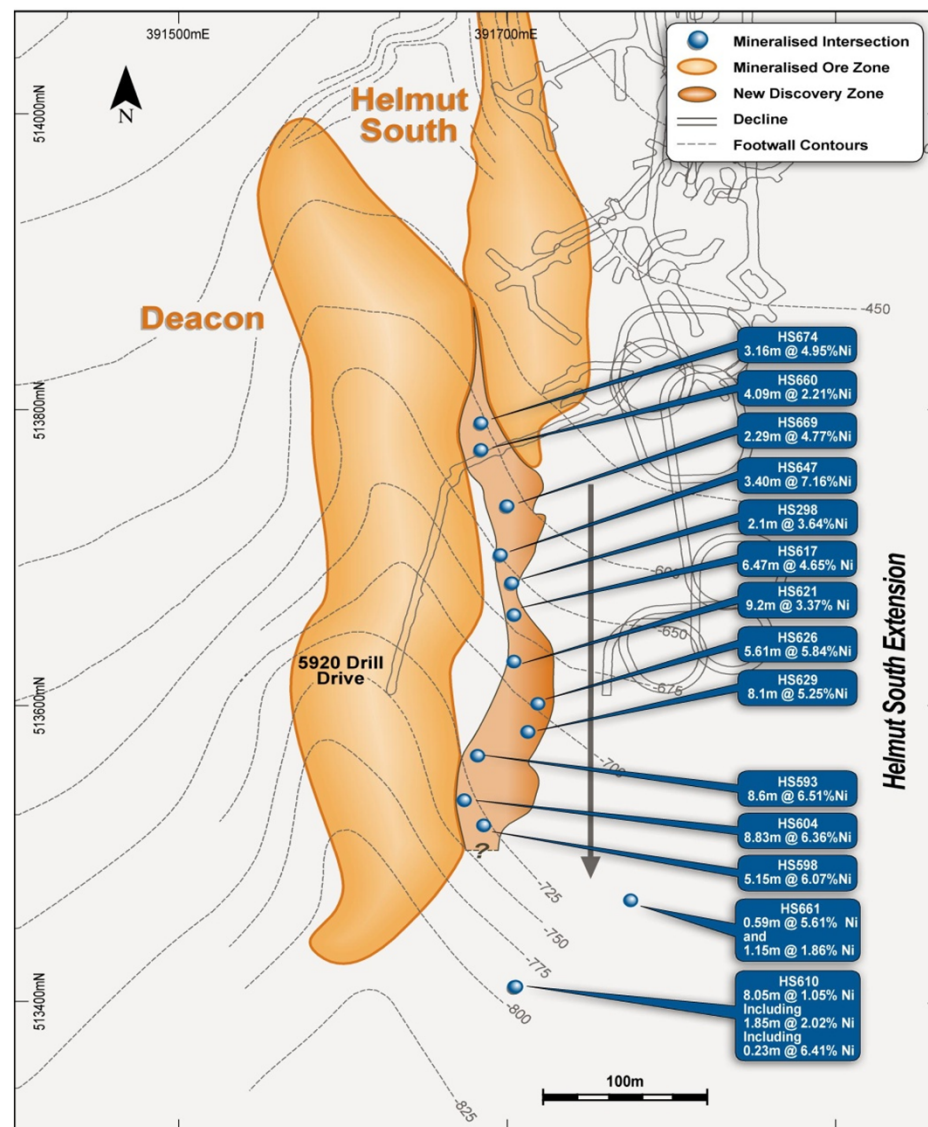 391500mE
391700mE
Mineralised Intersection
Mineralised Ore Zone
New Discovery Zone
Decline
Footwall Contours
N
514000mN
Helmut
South
Deacon
-450
HS674
3.16m @ 4.95%Ni
HS660
4.09m @ 2.21%Ni
513800mN
HS669
2.29m @ 4.77%Ni
HS647
3.40m @ 7.16%Ni
HS298
2.1m @ 3.64%Ni
HS617
6.47m @ 4.65% Ni
-600
HS621
9.2m @ 3.37% Ni
-650
HS626
5.61m @ 5.84%Ni
5920 Drill
Drive
-675
HS629
8.1m @ 5.25%Ni
Helmut South Extension
513600mN
-700
HS593
8.6m @ 6.51%Ni
HS604
8.83m @ 6.36%Ni
?
HS598
5.15m @ 6.07%Ni
-725
HS661
0.59m @ 5.61% Ni
and
1.15m @ 1.86% Ni
-750
-775
513400mN
-800
HS610
8.05m @ 1.05% Ni
Including
1.85m @ 2.02% Ni
Including
0.23m @ 6.41% Ni
100m
-825